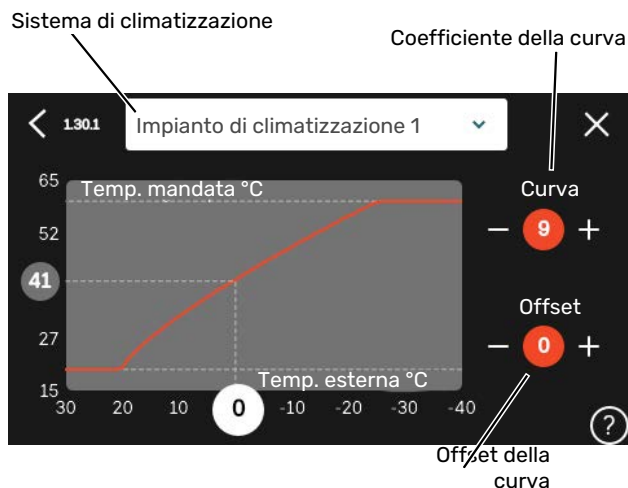 Sistema di climatizzazione
Coefficiente della curva
1.30.1
Impianto di climatizzazione 1
65
Temp. mandata °C
52
41
27
15
Temp. esterna °C
30 20 10 0 -10 -20 -30 -40
Curva
− 9 +
Offset
− 0 +
?
Offset della
curva